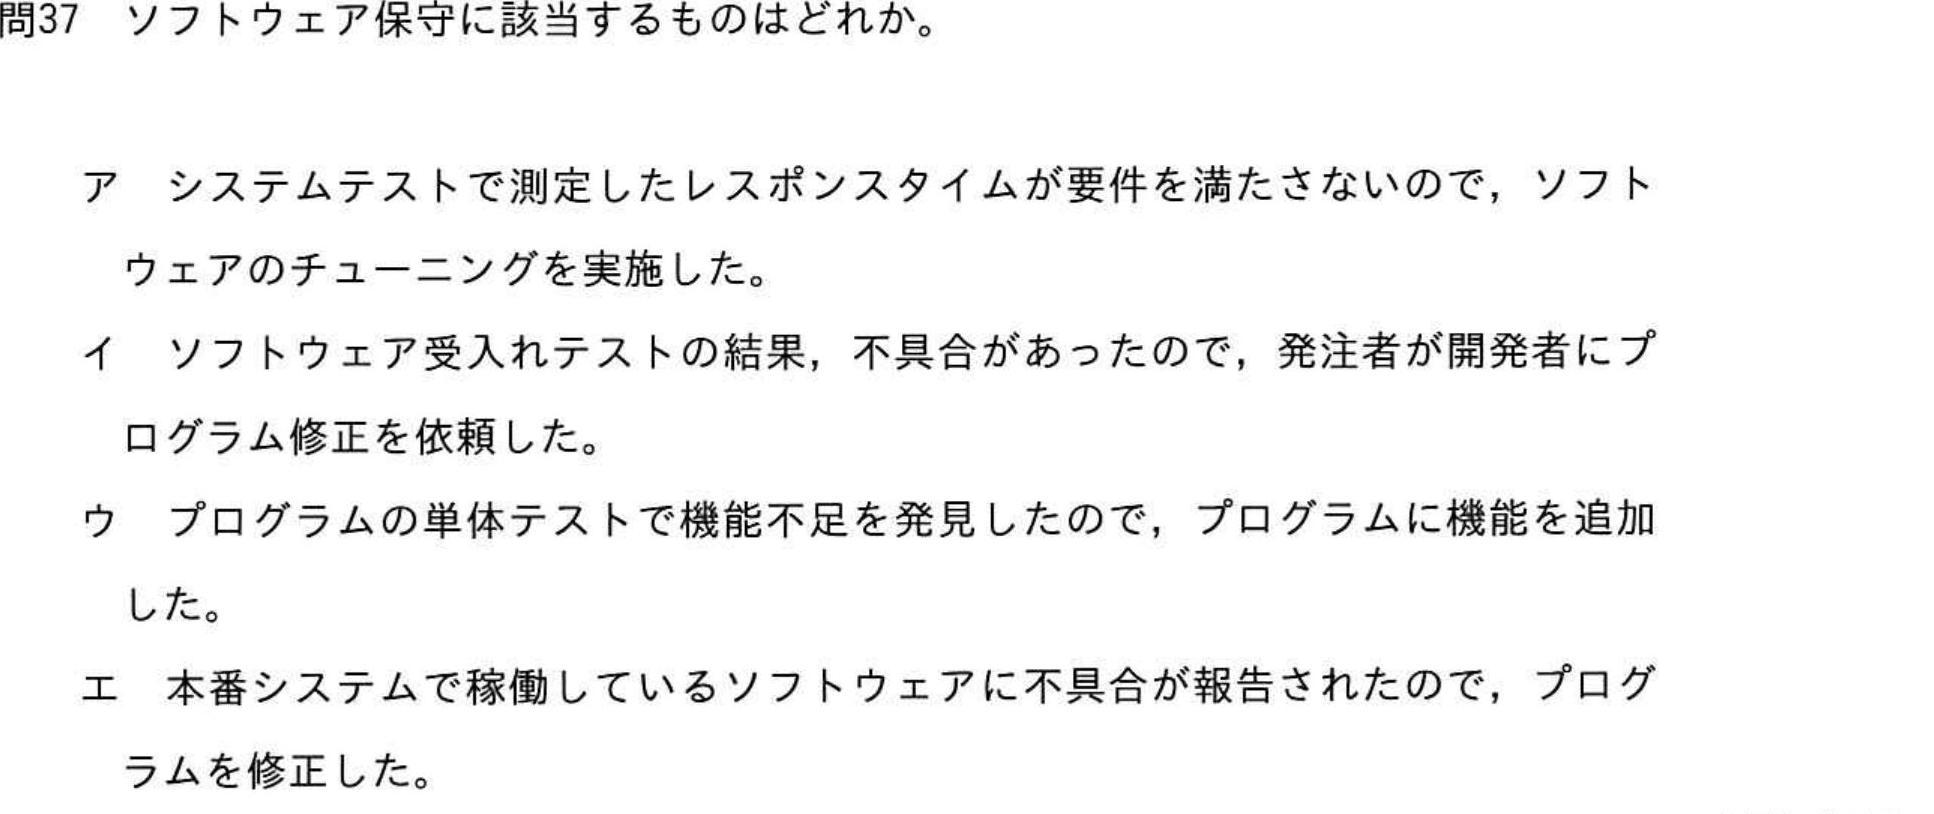 問37　ソフトウェア保守に該当するものはどれか。
ア　システムテストで測定したレスポンスタイムが要件を満たさないので，ソフト
ウェアのチューニングを実施した。
イ　ソフトウェア受入れテストの結果，不具合があったので，発注者が開発者にプ
ログラム修正を依頼した。
ウ　プログラムの単体テストで機能不足を発見したので，プログラムに機能を追加
した。
エ　本番システムで稼働しているソフトウェアに不具合が報告されたので，プログ
ラムを修正した。